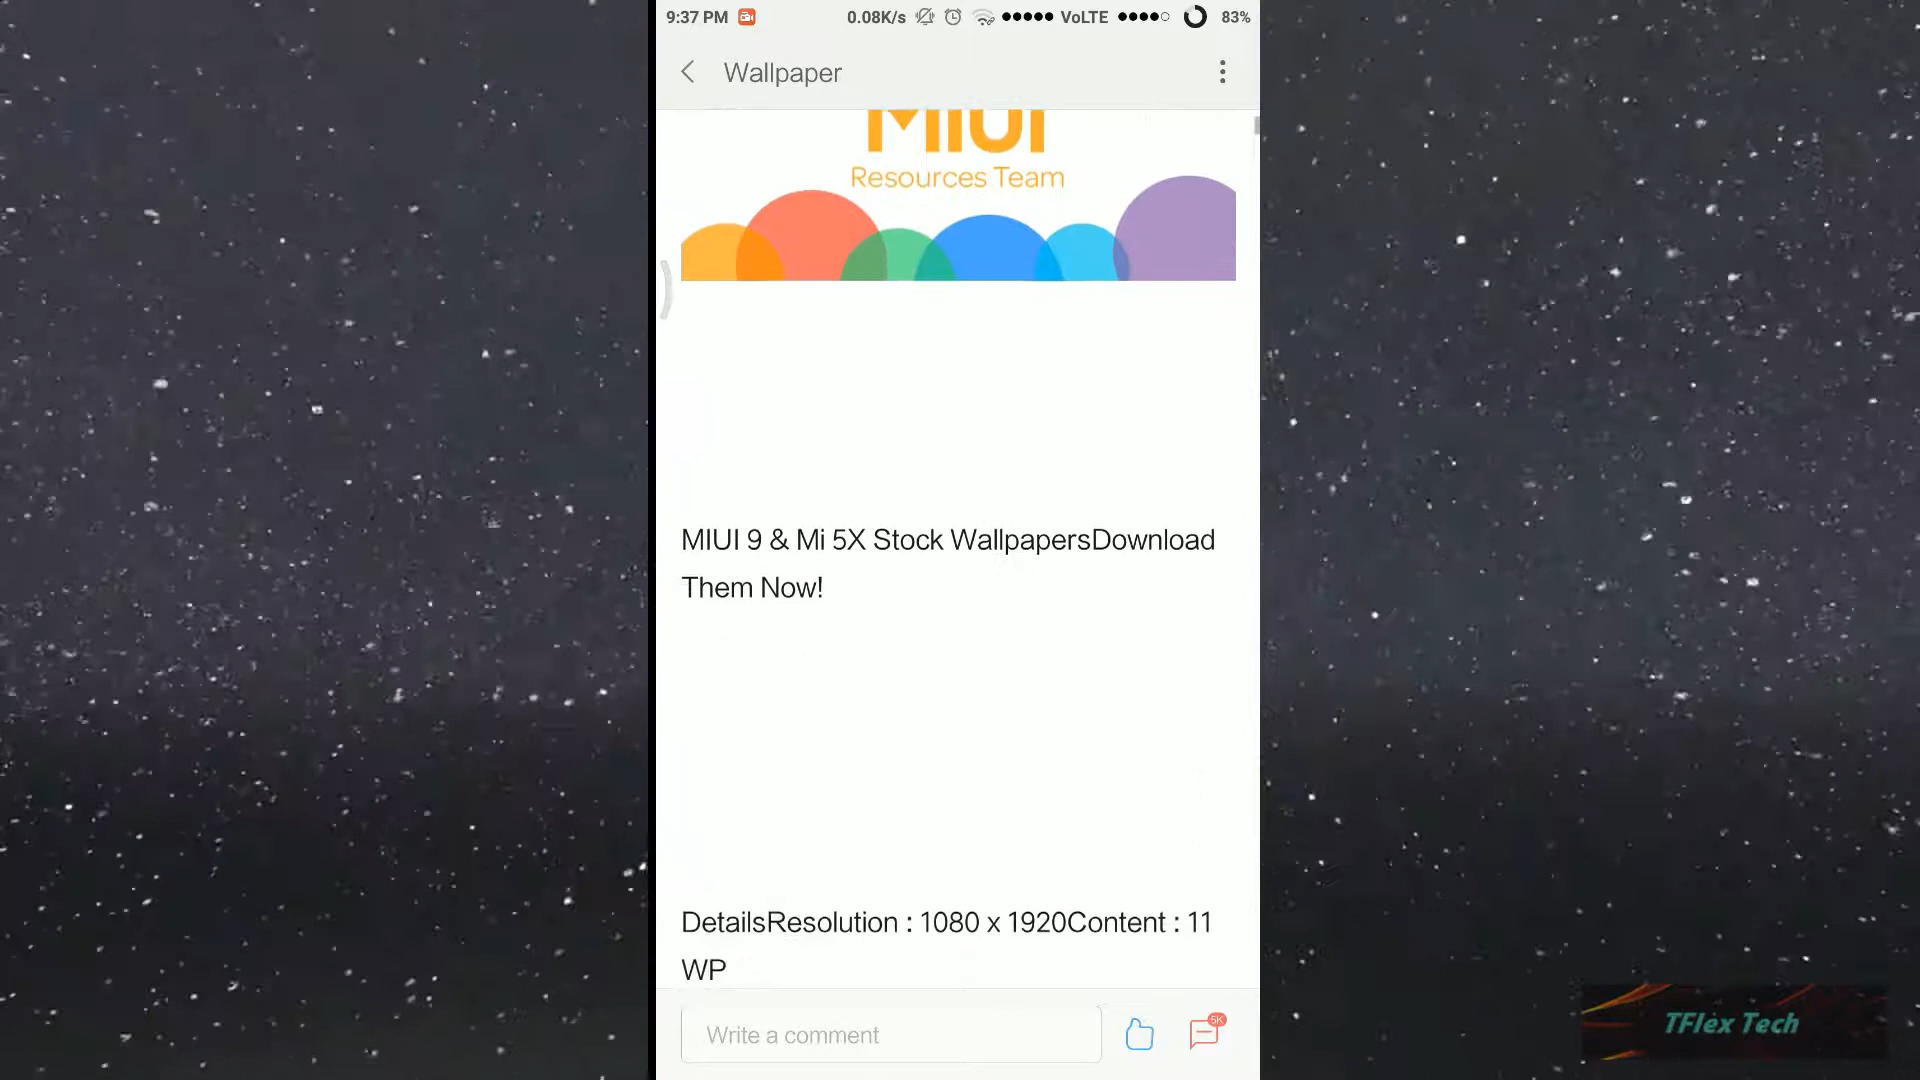 9:37 PM 0.08K/s VoLTE 83%
Wallpaper
MIUI
Resources Team
MIUI 9 & Mi 5X Stock WallpapersDownload
Them Now!
DetailsResolution : 1080 x 1920Content : 11
WP
Write a comment
5K
TFlex Tech